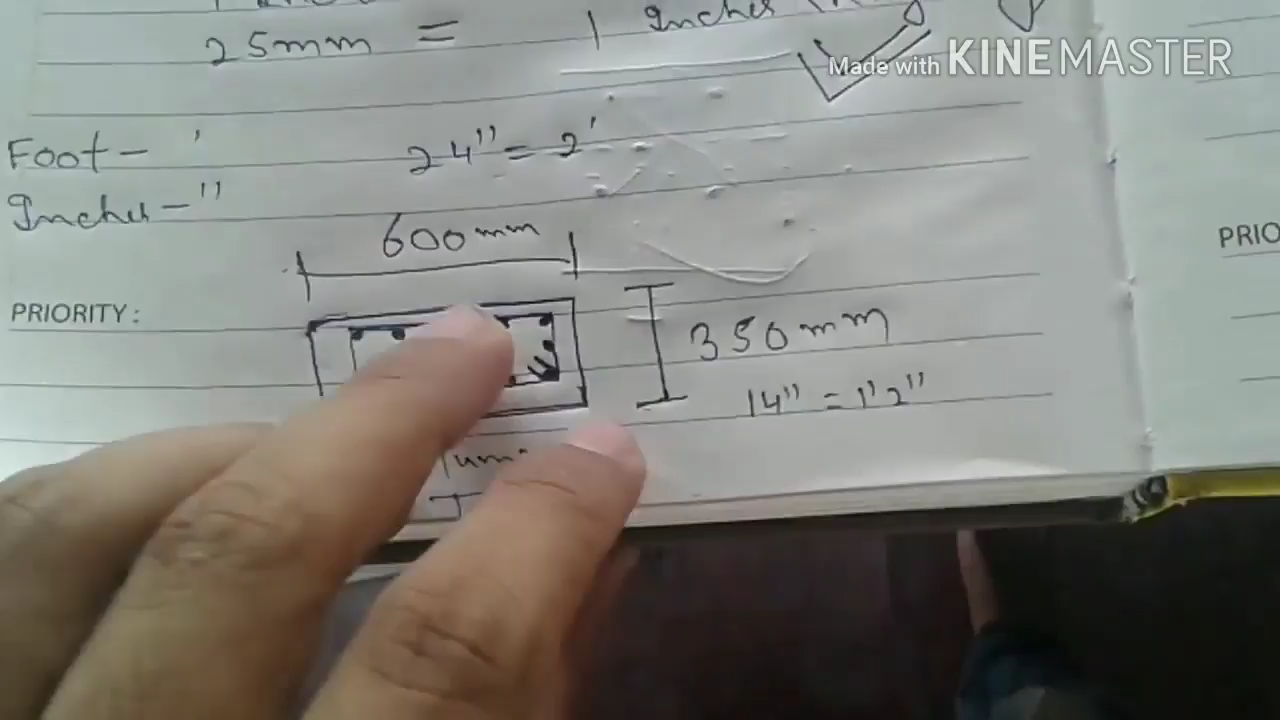 25mm = 1 Inches
Made with KINEMASTER
Foot - ' 24" = 2'
Inches - "
600mm
PRIORITY:
350mm
14" = 1'2"
PRIO